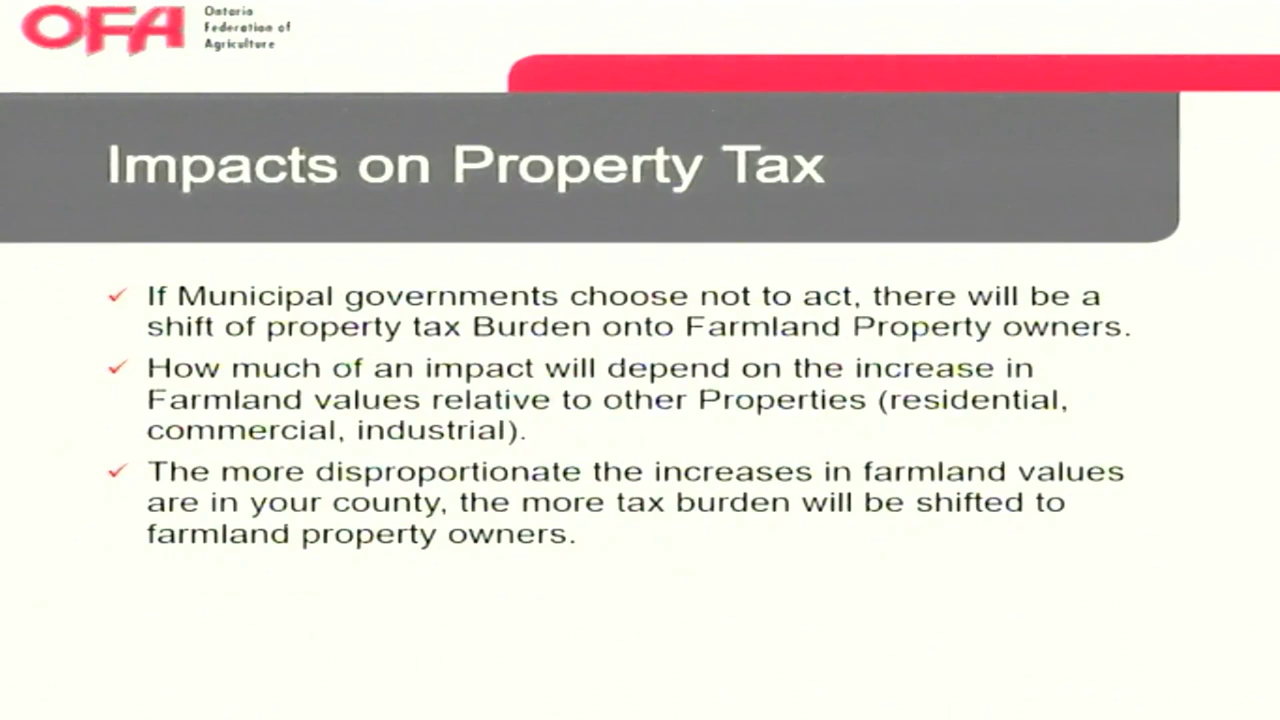 OFA
Ontario
Federation of
Agriculture
Impacts on Property Tax
If Municipal governments choose not to act, there will be a
shift of property tax Burden onto Farmland Property owners.
How much of an impact will depend on the increase in
Farmland values relative to other Properties (residential,
commercial, industrial).
The more disproportionate the increases in farmland values
are in your county, the more tax burden will be shifted to
farmland property owners.